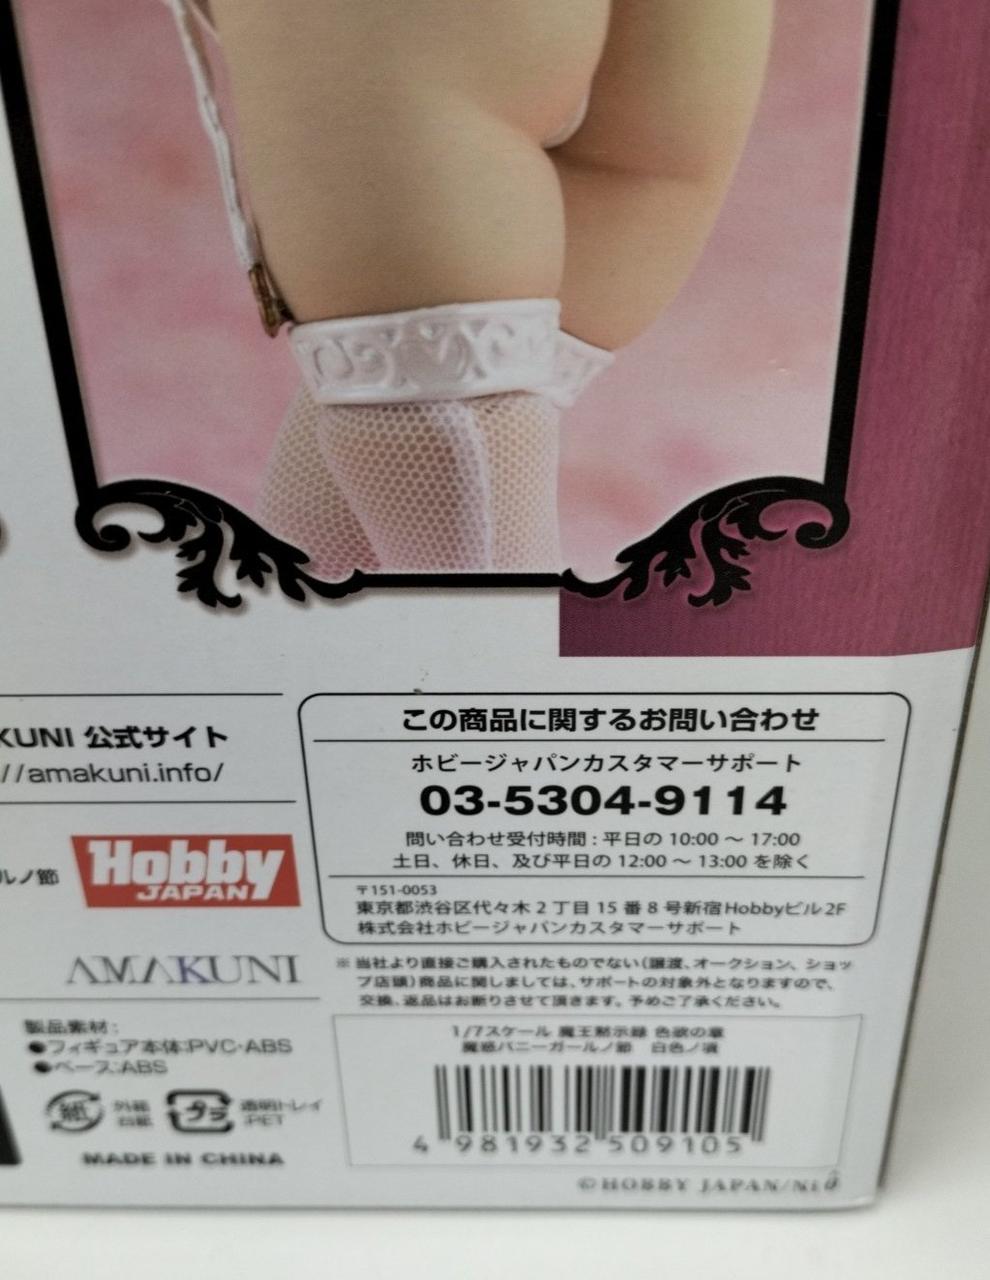 KUNI 公式サイト
//amakuni.info/
ルノ節
Hobby
JAPAN
AMAKUNI
製品素材:
●フィギュア本体:PVC・ABS
●ベース:ABS
紙
外箱
台紙
プラ
透明トレイ
:PET
MADE IN CHINA
この商品に関するお問い合わせ
ホビージャパンカスタマーサポート
03-5304-9114
問い合わせ受付時間 : 平日の 10:00 ～ 17:00
土日、休日、及び平日の 12:00 ～ 13:00 を除く
〒151-0053
東京都渋谷区代々木 2 丁目 15 番 8 号新宿Hobbyビル2F
株式会社ホビージャパンカスタマーサポート
※当社より直接ご購入されたものでない(譲渡、オークション、ショッ
プ店頭)商品に関しましては、サポートの対象外となりますので、
交換、返品はお断りさせて頂きます。予めご了承ください。
1/7スケール 魔王黙示録 色欲の章
魔惑バニーガールノ節 白色ノ頃
4 981932 509105
©HOBBY JAPAN/Niθ